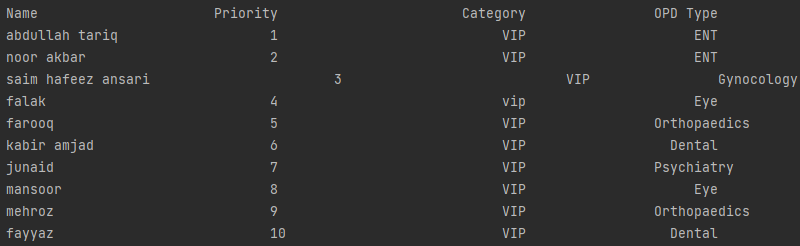 Name Priority Category OPD Type
abdullah tariq 1 VIP ENT
noor akbar 2 VIP ENT
saim hafeez ansari 3 VIP Gynocology
falak 4 vip Eye
farooq 5 VIP Orthopaedics
kabir amjad 6 VIP Dental
junaid 7 VIP Psychiatry
mansoor 8 VIP Eye
mehroz 9 VIP Orthopaedics
fayyaz 10 VIP Dental